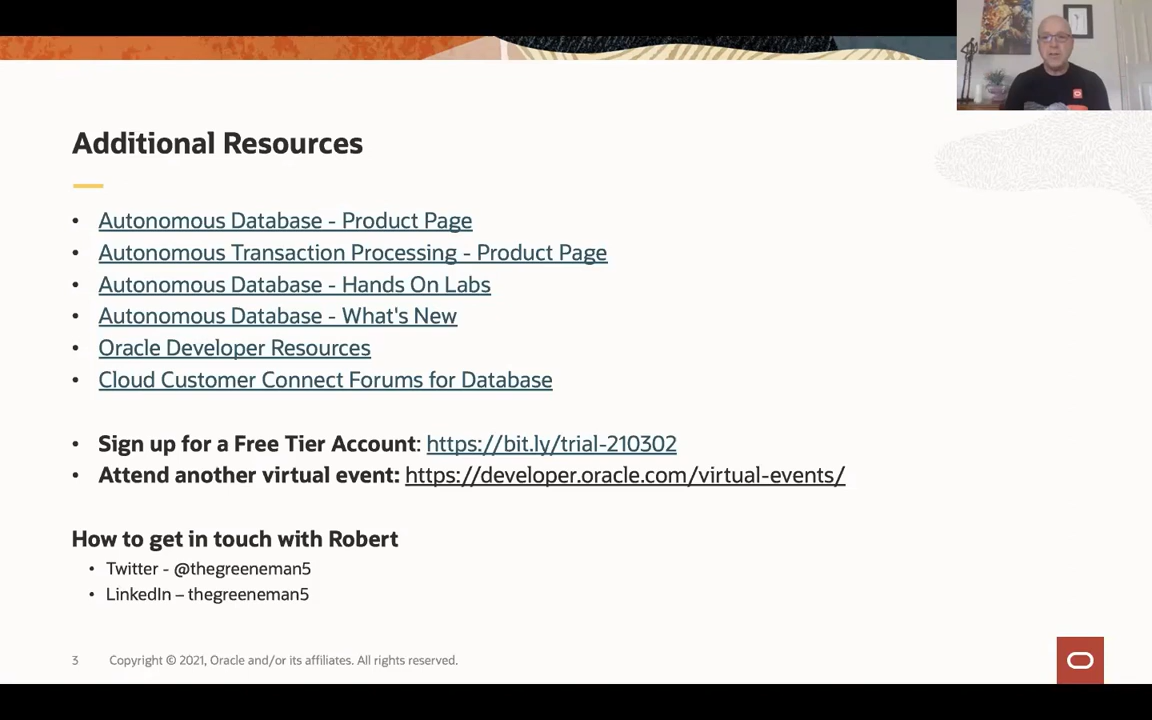 Additional Resources
• Autonomous Database - Product Page
• Autonomous Transaction Processing - Product Page
• Autonomous Database - Hands On Labs
• Autonomous Database - What's New
• Oracle Developer Resources
• Cloud Customer Connect Forums for Database
• Sign up for a Free Tier Account: https://bit.ly/trial-210302
• Attend another virtual event: https://developer.oracle.com/virtual-events/
How to get in touch with Robert
• Twitter - @thegreeneman5
• LinkedIn – thegreeneman5
3 Copyright © 2021, Oracle and/or its affiliates. All rights reserved.